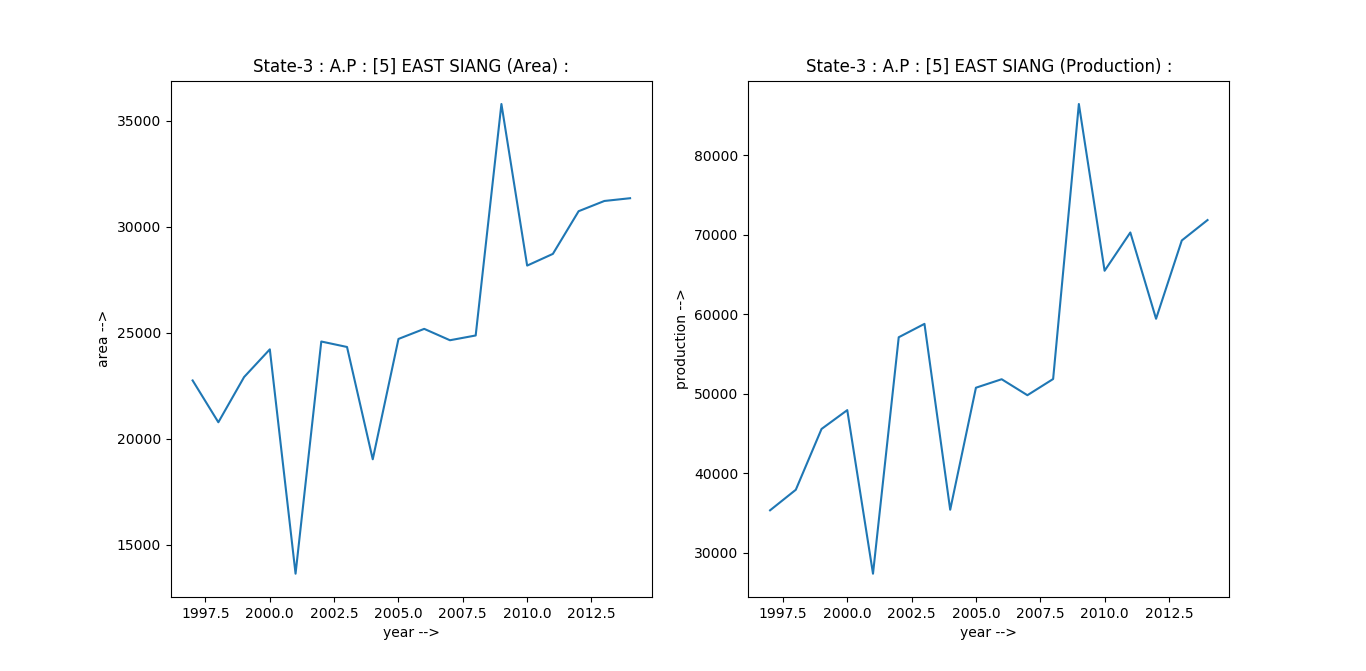 State-3 : A.P : [5] EAST SIANG (Area) :
35000
30000
25000
20000
15000
area -->
1997.5 2000.0 2002.5 2005.0 2007.5 2010.0 2012.5
year -->
State-3 : A.P : [5] EAST SIANG (Production) :
80000
70000
60000
50000
40000
30000
production -->
1997.5 2000.0 2002.5 2005.0 2007.5 2010.0 2012.5
year -->